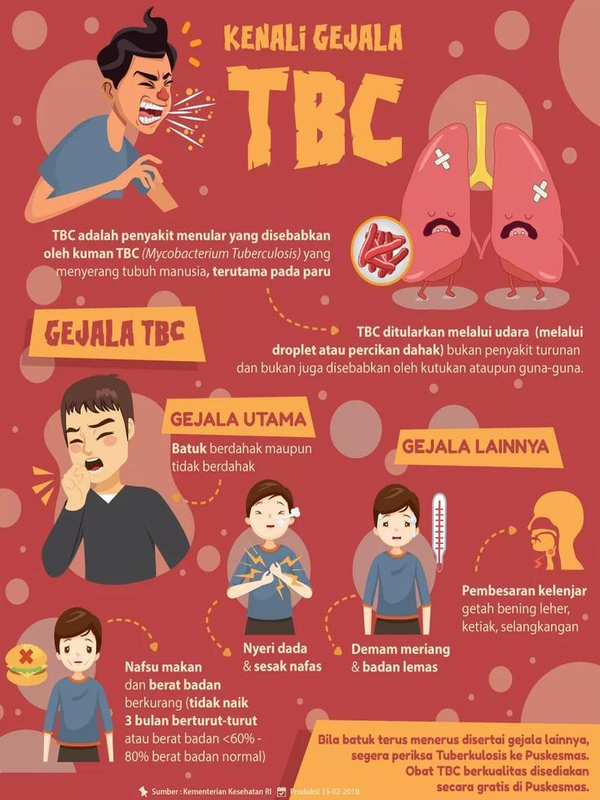 KENALI GEJALA
TBC
TBC adalah penyakit menular yang disebabkan
oleh kuman TBC (Mycobacterium Tuberculosis) yang
menyerang tubuh manusia, terutama pada paru
TBC ditularkan melalui udara (melalui
droplet atau percikan dahak) bukan penyakit turunan
dan bukan juga disebabkan oleh kutukan ataupun guna-guna.
GEJALA TBC
GEJALA UTAMA
Batuk berdahak maupun
tidak berdahak
GEJALA LAINNYA
Pembesaran kelenjar
getah bening leher,
ketiak, selangkangan
Nyeri dada
& sesak nafas
Demam meriang
& badan lemas
Nafsu makan
dan berat badan
berkurang (tidak naik
3 bulan berturut-turut
atau berat badan <60% -
80% berat badan normal)
Bila batuk terus menerus disertai gejala lainnya,
segera periksa Tuberkulosis ke Puskesmas.
Obat TBC berkualitas disediakan
secara gratis di Puskesmas.
Sumber : Kementerian Kesehatan RI Produksi 15-02-2018